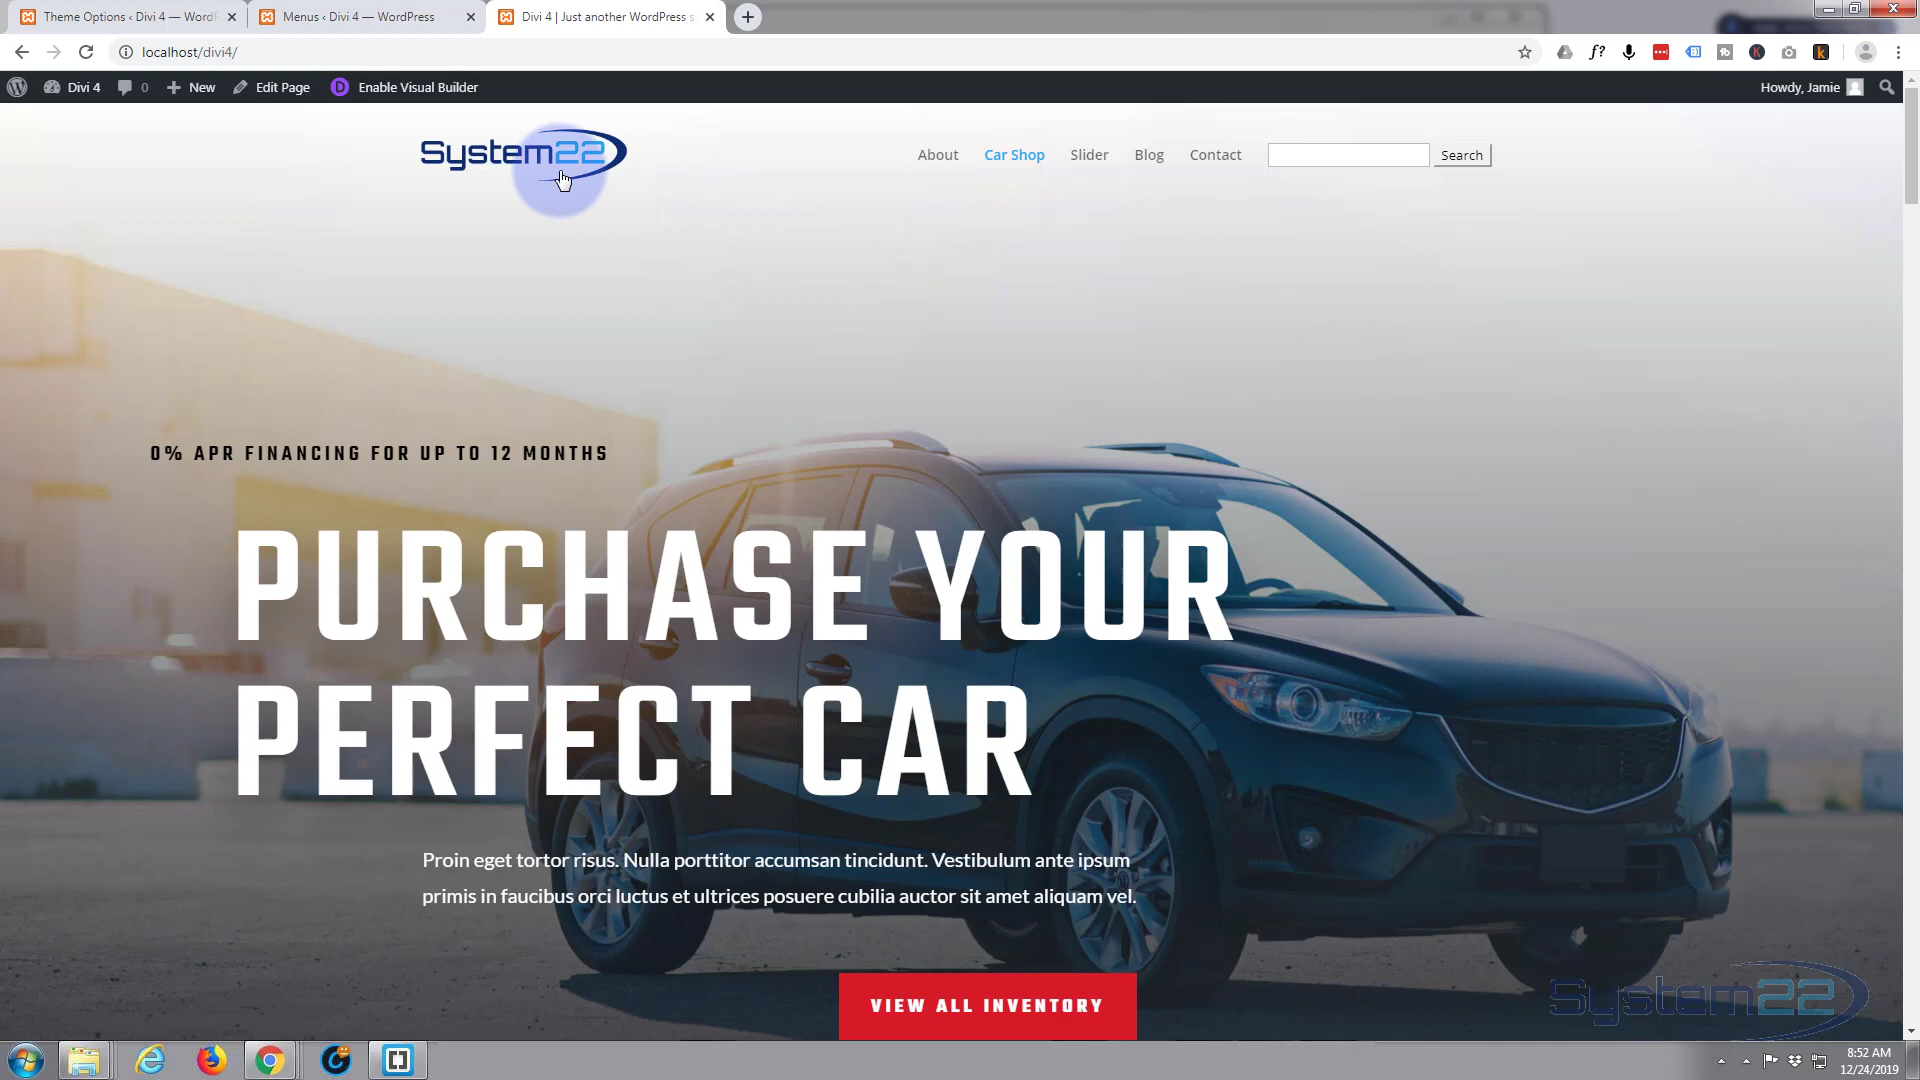 Theme Options ‹ Divi 4 — WordP
Menus ‹ Divi 4 — WordPress
Divi 4 | Just another WordPress s
localhost/divi4/
f?
tb
K
k
Divi 4
0
New
Edit Page
D
Enable Visual Builder
Howdy, Jamie
System22
About
Car Shop
Slider
Blog
Contact
Search
0% APR FINANCING FOR UP TO 12 MONTHS
PURCHASE YOUR
PERFECT CAR
Proin eget tortor risus. Nulla porttitor accumsan tincidunt. Vestibulum ante ipsum
primis in faucibus orci luctus et ultrices posuere cubilia auctor sit amet aliquam vel.
VIEW ALL INVENTORY
System22
8:52 AM
12/24/2019